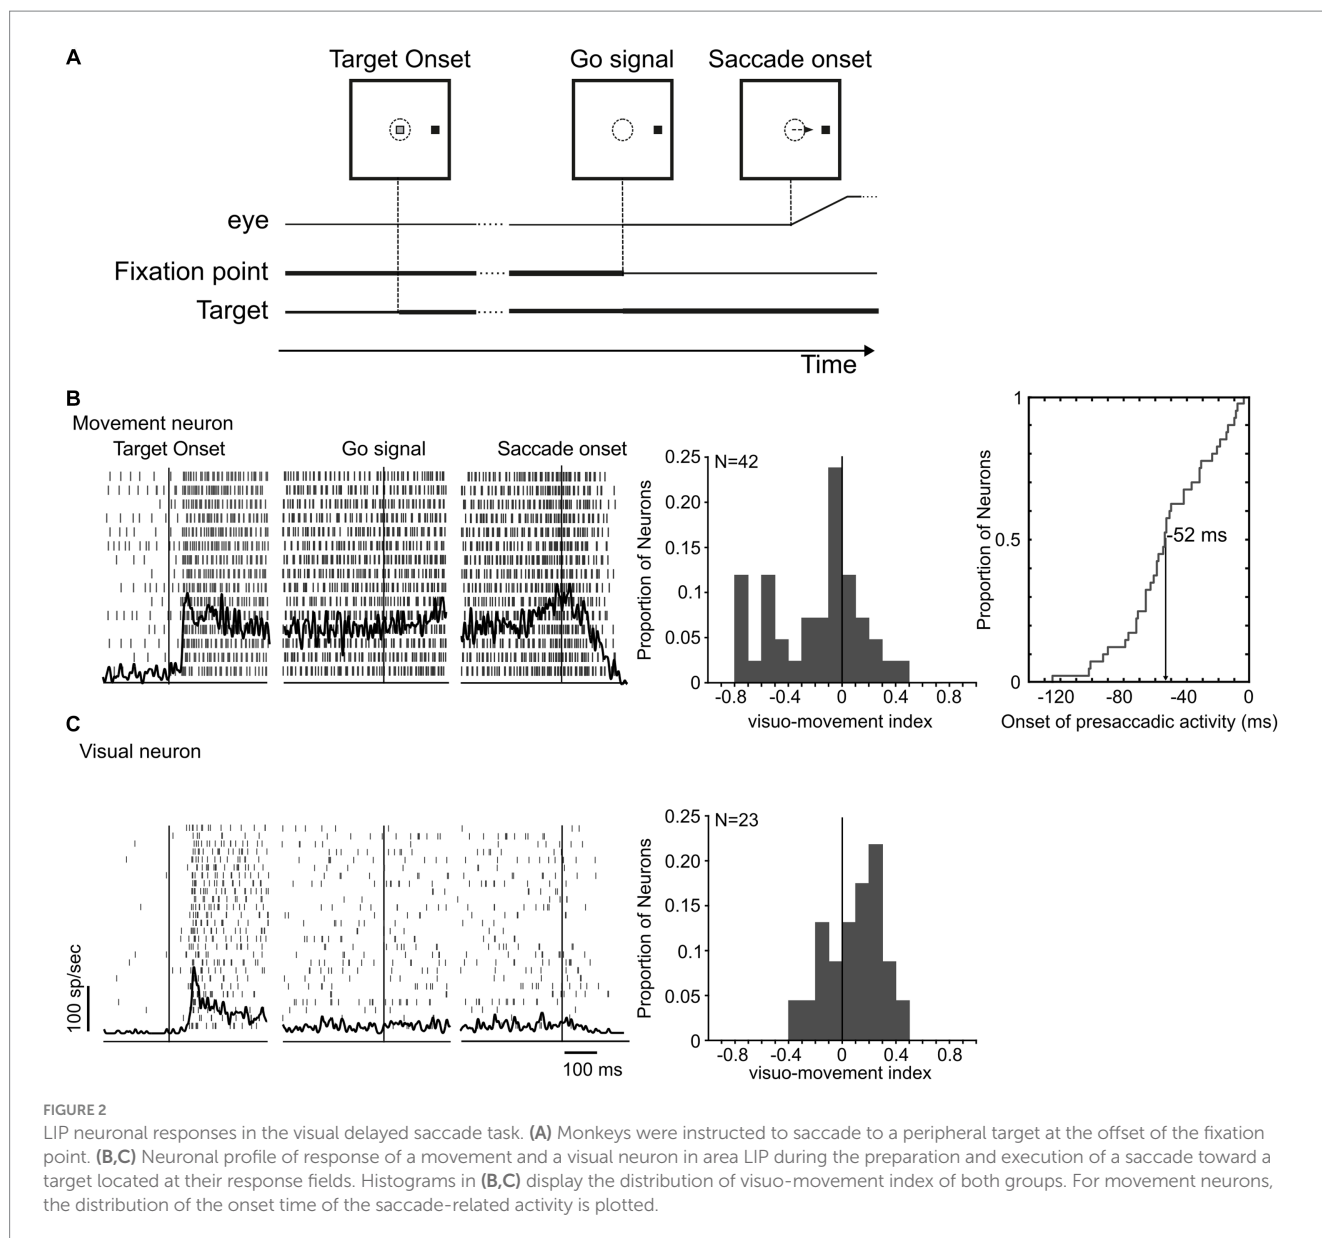 A
Target Onset Go signal Saccade onset
eye
Fixation point
Target
Time
B
Movement neuron
Target Onset Go signal Saccade onset
N=42
Proportion of Neurons
0.25
0.20
0.15
0.1
0.05
0
-0.8 -0.4 0 0.4 0.8
visuo-movement index
Proportion of Neurons
1
0.5
0
-52 ms
-120 -80 -40 0
Onset of presaccadic activity (ms)
C
Visual neuron
100 sp/sec
100 ms
N=23
Proportion of Neurons
0.25
0.20
0.15
0.1
0.05
0
-0.8 -0.4 0 0.4 0.8
visuo-movement index
FIGURE 2
LIP neuronal responses in the visual delayed saccade task. (A) Monkeys were instructed to saccade to a peripheral target at the offset of the fixation
point. (B,C) Neuronal profile of response of a movement and a visual neuron in area LIP during the preparation and execution of a saccade toward a
target located at their response fields. Histograms in (B,C) display the distribution of visuo-movement index of both groups. For movement neurons,
the distribution of the onset time of the saccade-related activity is plotted.